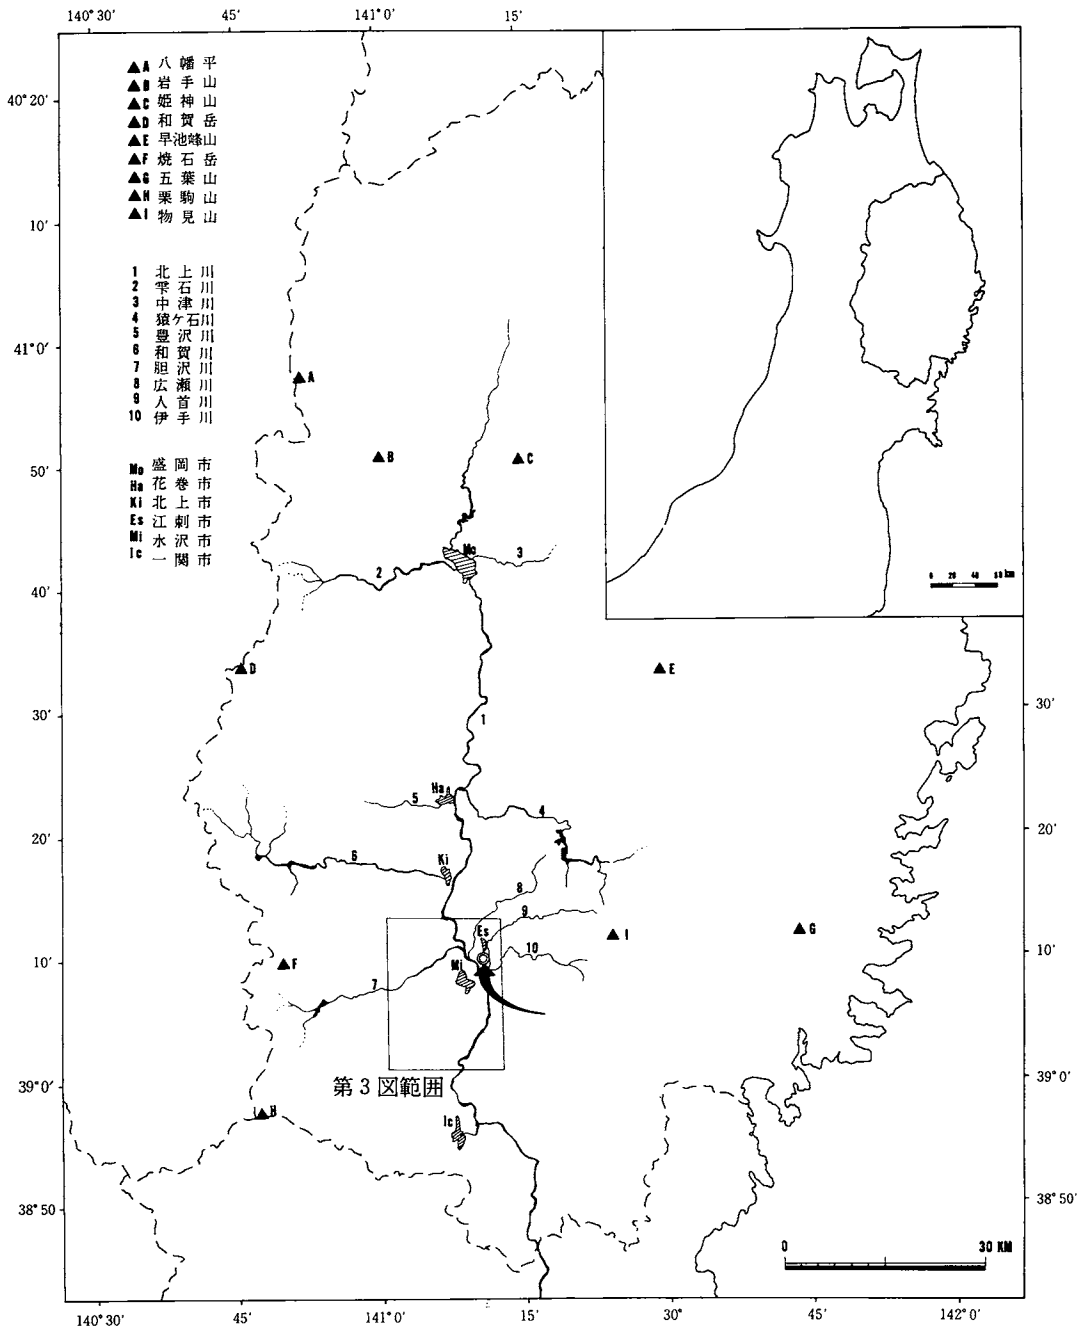 140° 30′ 45′ 141° 0′ 15′
▲A 八幡平
▲B 岩手山
▲C 姫神山
▲D 和賀岳
▲E 早池峰山
▲F 焼石岳
▲G 五葉山
▲H 栗駒山
▲I 物見山
1 北上川
2 雫石川
3 中津川
4 猿ケ石川
5 豊沢川
6 和賀川
7 胆沢川
8 広瀬川
9 人首川
10 伊手川
Mo 盛岡市
Ha 花巻市
Ki 北上市
Es 江刺市
Mi 水沢市
Ic 一関市
40° 20′
10′
41° 0′
50′
40′
30′
20′
10′
39° 0′
38° 50′
0 20 40 60 km
A
B
C
Mo
3
2
D
E
1
Ha
5
4
6
Ki
8
9
Es
10
I
G
F
Mi
7
第3図範囲
H
Ic
30′
20′
10′
39° 0′
38° 50′
0 30 KM
140° 30′ 45′ 141° 0′ 15′ 30′ 45′ 142° 0′